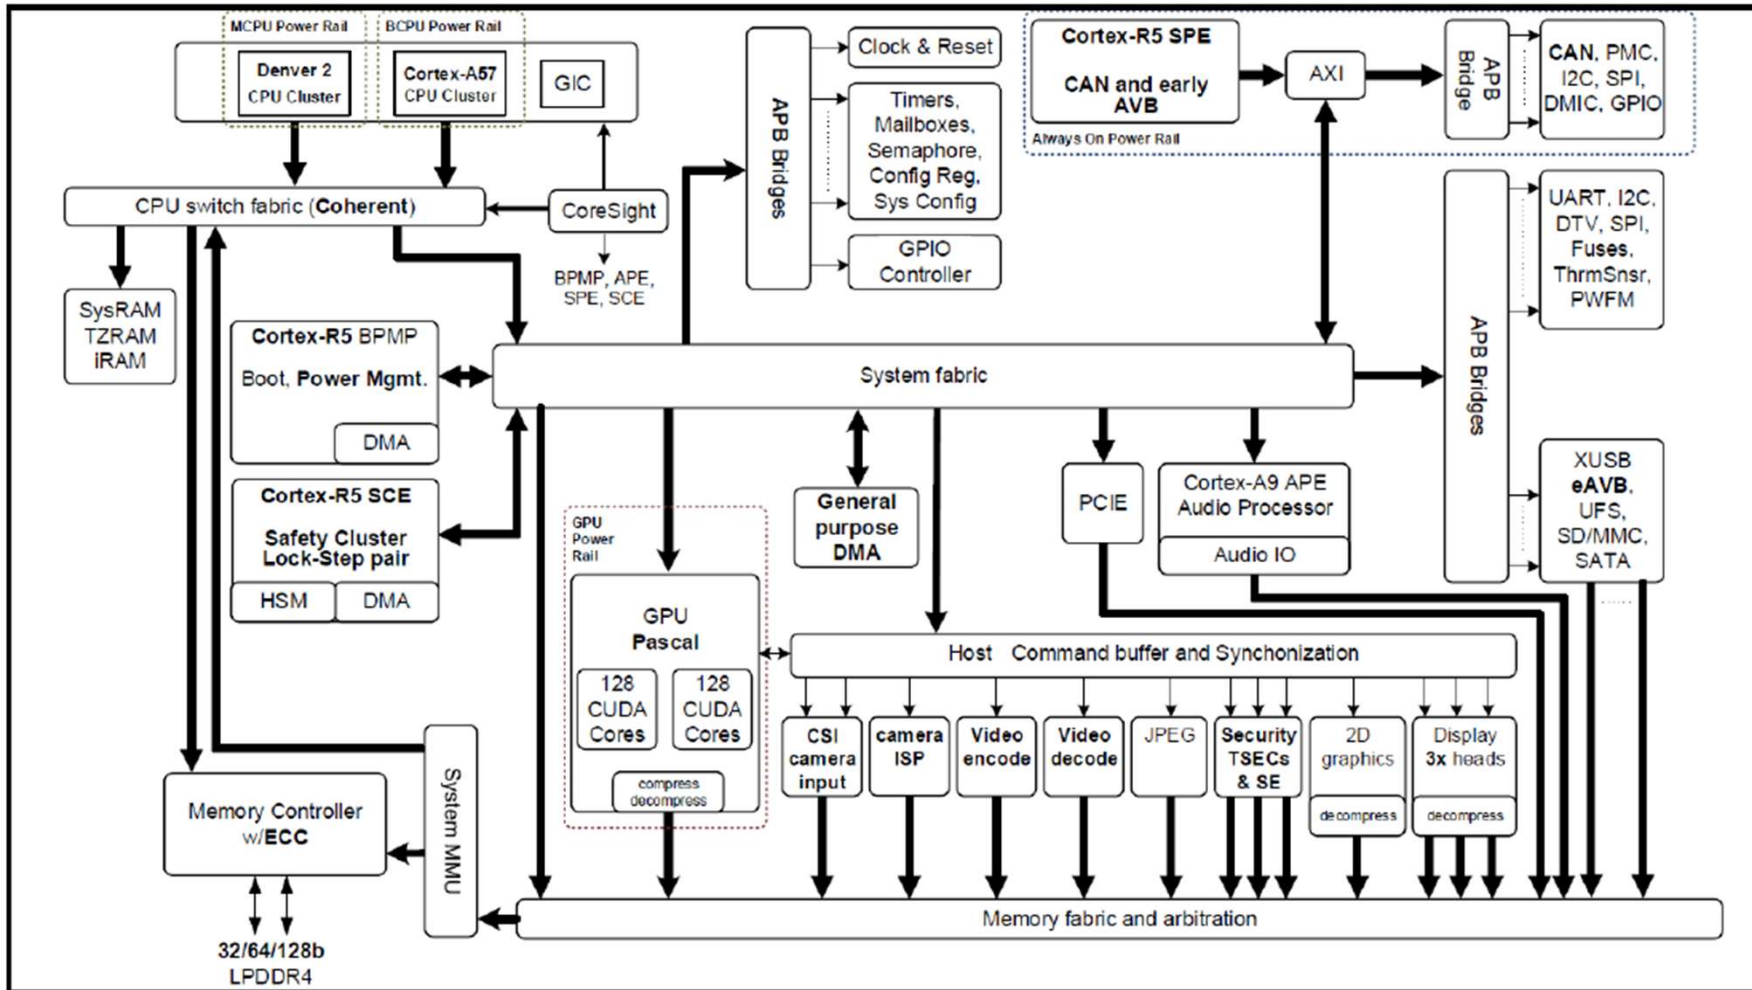 MCPU Power Rail
BCPU Power Rail
Denver 2
CPU Cluster
Cortex-A57
CPU Cluster
GIC
CPU switch fabric (Coherent)
CoreSight
BPMP, APE,
SPE, SCE
SysRAM
TZRAM
iRAM
APB Bridges
Clock & Reset
Timers,
Mailboxes,
Semaphore,
Config Reg,
Sys Config
GPIO
Controller
Cortex-R5 SPE
CAN and early
AVB
Always On Power Rail
AXI
APB
Bridge
CAN, PMC,
I2C, SPI,
DMIC, GPIO
APB Bridges
UART, I2C,
DTV, SPI,
Fuses,
ThrmSnsr,
PWFM
XUSB
eAVB,
UFS,
SD/MMC,
SATA
Cortex-R5 BPMP
Boot, Power Mgmt.
DMA
System fabric
Cortex-R5 SCE
Safety Cluster
Lock-Step pair
HSM
DMA
GPU
Power
Rail
GPU
Pascal
128
CUDA
Cores
128
CUDA
Cores
compress
decompress
General
purpose
DMA
PCIE
Cortex-A9 APE
Audio Processor
Audio IO
Host Command buffer and Synchonization
CSI
camera
input
camera
ISP
Video
encode
Video
decode
JPEG
Security
TSECs
& SE
2D
graphics
decompress
Display
3x heads
decompress
System MMU
Memory Controller
w/ECC
32/64/128b
LPDDR4
Memory fabric and arbitration